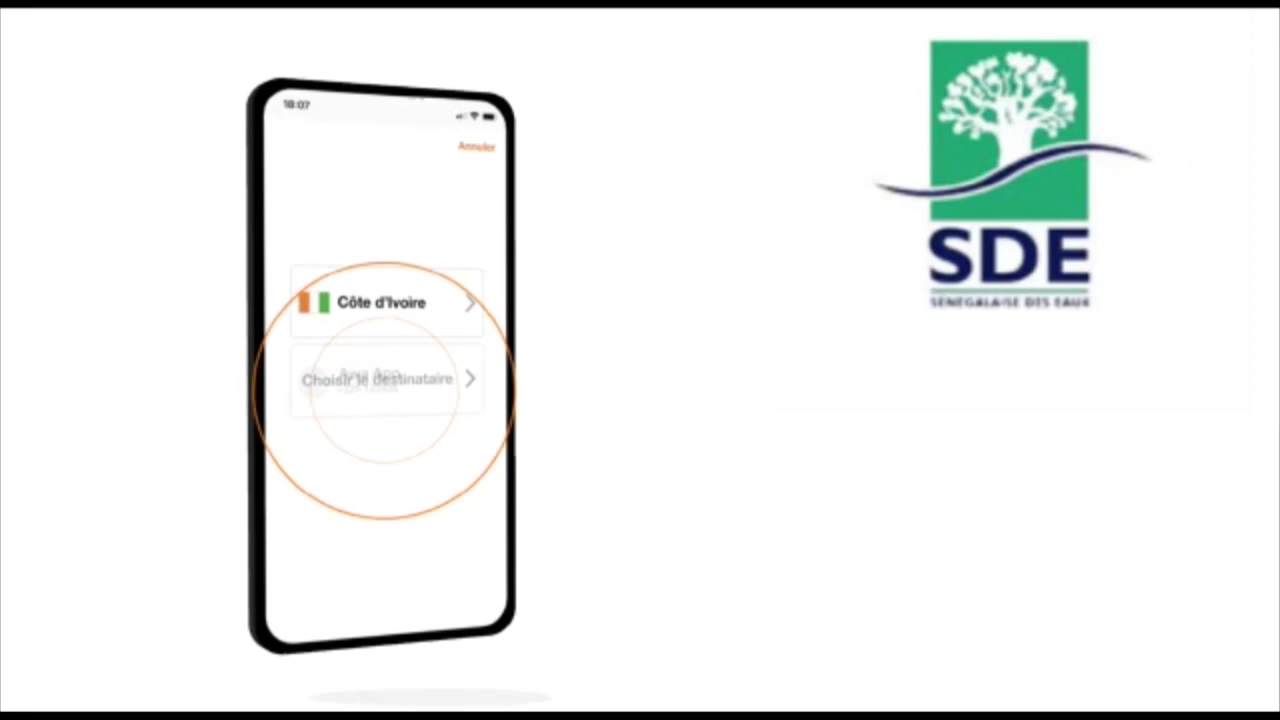 18:07
Annuler
Côte d'Ivoire
Choisir le destinataire
SDE
SENEGALAISE DES EAUX